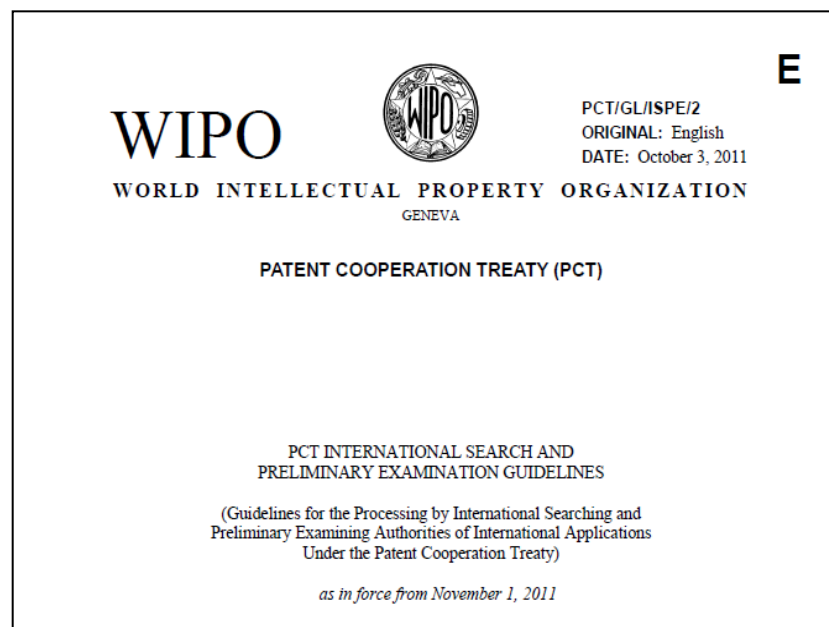 E
WIPO
WIPO
PCT/GL/ISPE/2
ORIGINAL: English
DATE: October 3, 2011
WORLD INTELLECTUAL PROPERTY ORGANIZATION
GENEVA
PATENT COOPERATION TREATY (PCT)
PCT INTERNATIONAL SEARCH AND
PRELIMINARY EXAMINATION GUIDELINES
(Guidelines for the Processing by International Searching and
Preliminary Examining Authorities of International Applications
Under the Patent Cooperation Treaty)
as in force from November 1, 2011